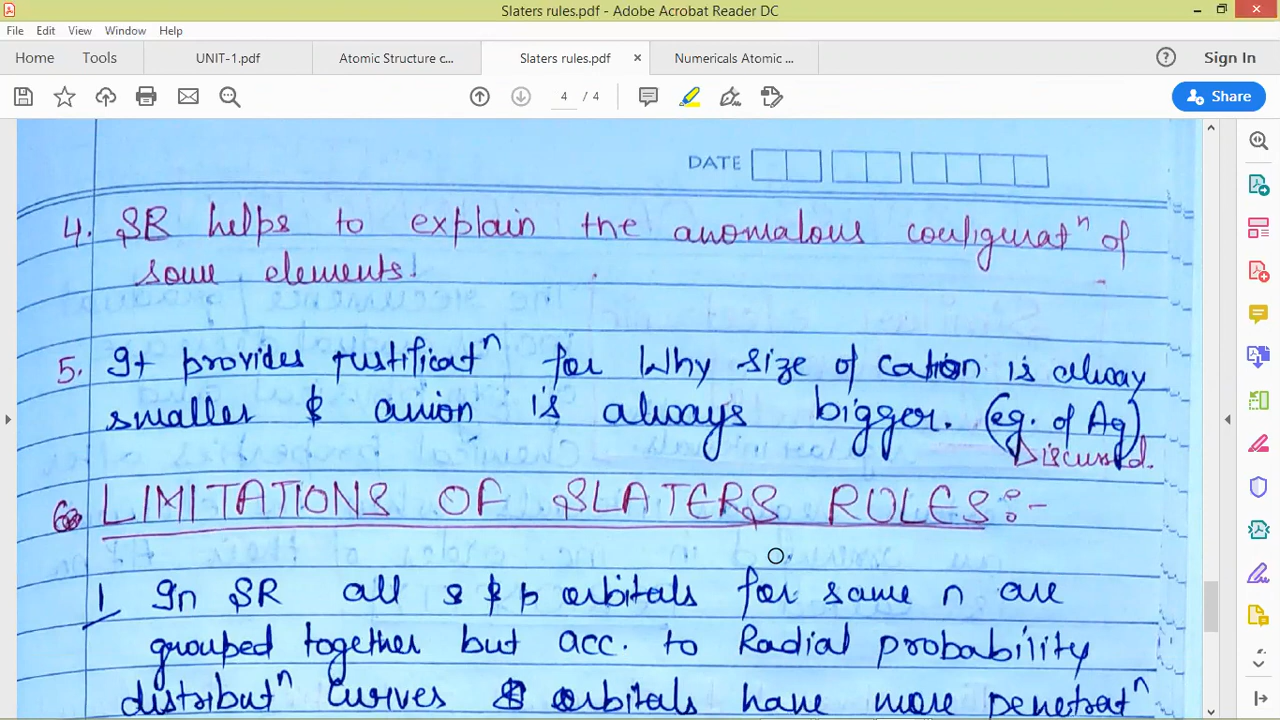 Slaters rules.pdf - Adobe Acrobat Reader DC
File Edit View Window Help
Home Tools UNIT-1.pdf Atomic Structure c... Slaters rules.pdf × Numericals Atomic ... Sign In
4 / 4 Share
DATE
4. SR helps to explain the anomalous configuratⁿ of
some elements.
5. It provides justificatⁿ for Why size of cation is alway
smaller & anion is always bigger. (eg. of Ag)
Discussed.
LIMITATIONS OF SLATERS RULES:-
1 In SR all s & p orbitals for same n are
grouped together but acc. to Radial probability
distributⁿ Curves S orbitals have more penetratⁿ